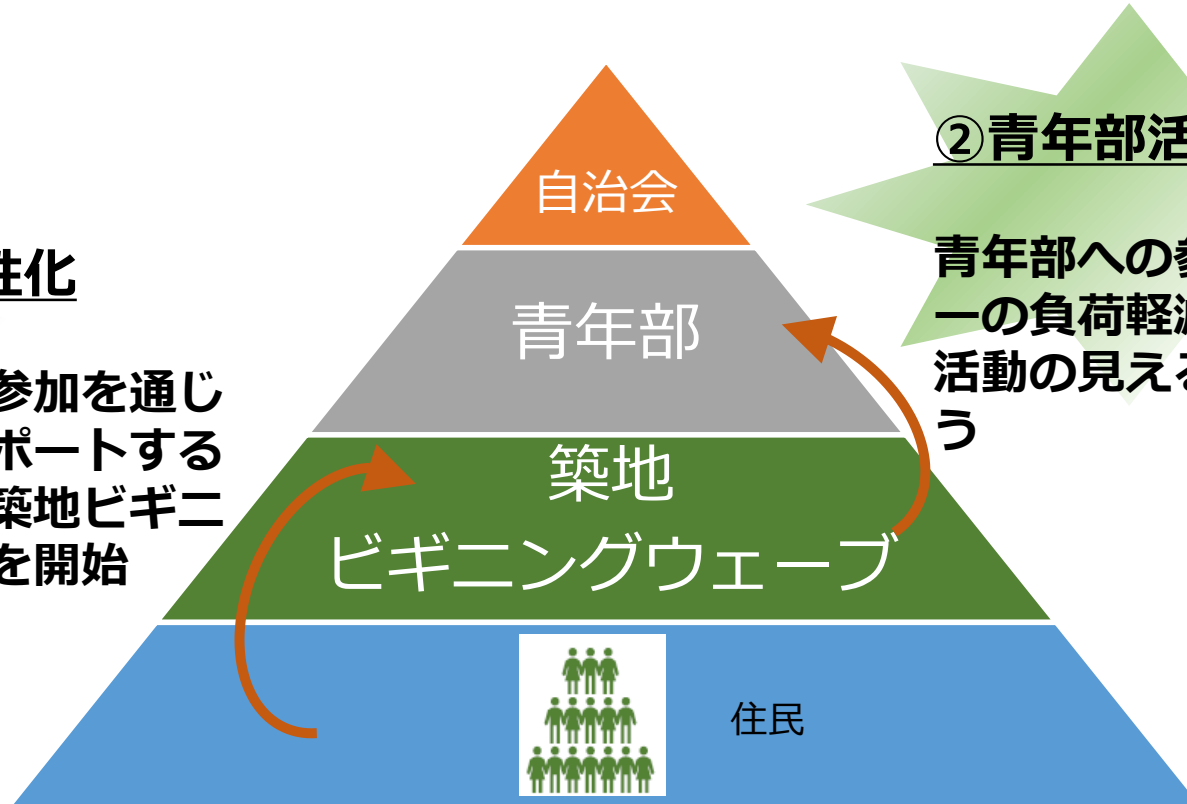 自治会
青年部
築地
ビギニングウェーブ
住民
性化
参加を通じ
ポートする
築地ビギニ
を開始
②青年部活
青年部への参
ーの負荷軽減
活動の見える
う